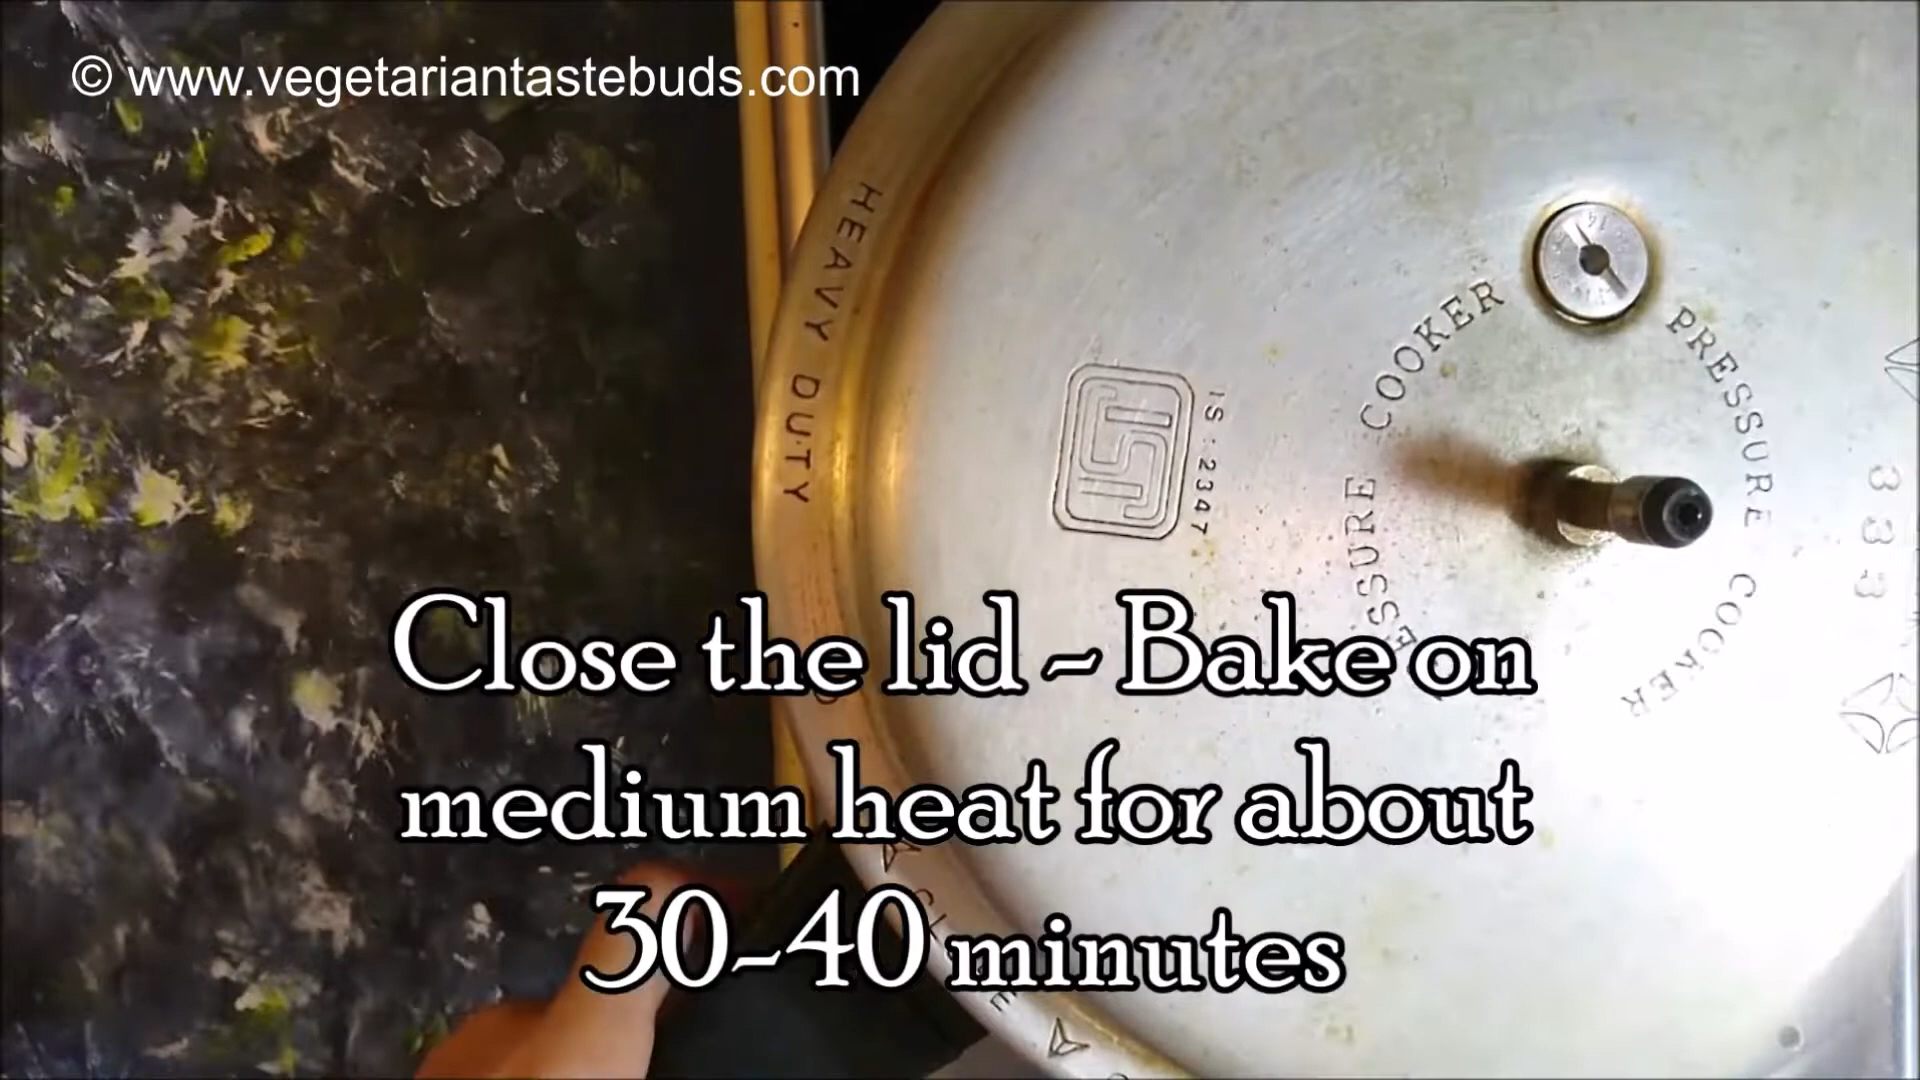 © www.vegetariantastebuds.com
HEAVY DUTY
IS : 2347
PRESSURE COOKER
COOKER
333
Close the lid - Bake on
medium heat for about
30-40 minutes